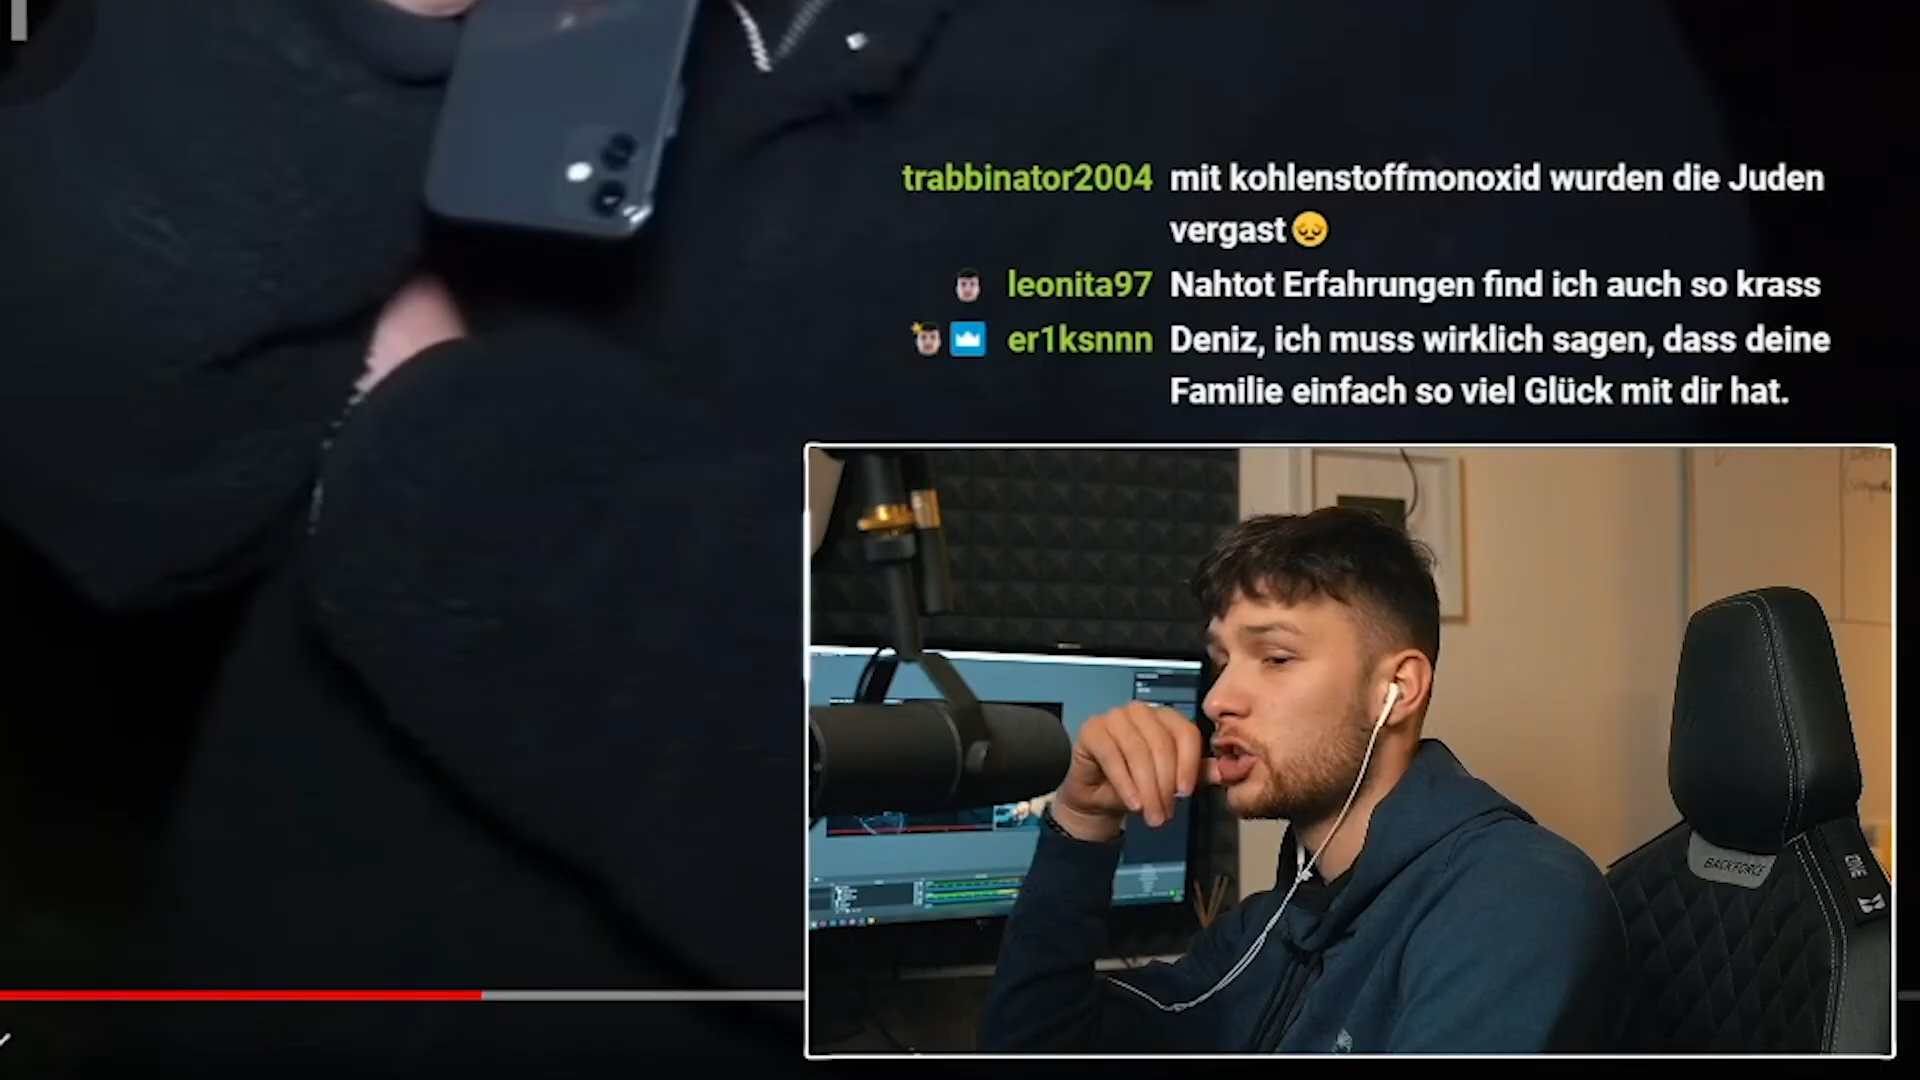 trabbinator2004 mit kohlenstoffmonoxid wurden die Juden
vergast😞
leonita97 Nahtot Erfahrungen find ich auch so krass
er1ksnnn Deniz, ich muss wirklich sagen, dass deine
Familie einfach so viel Glück mit dir hat.
BACKFORCE
ONE